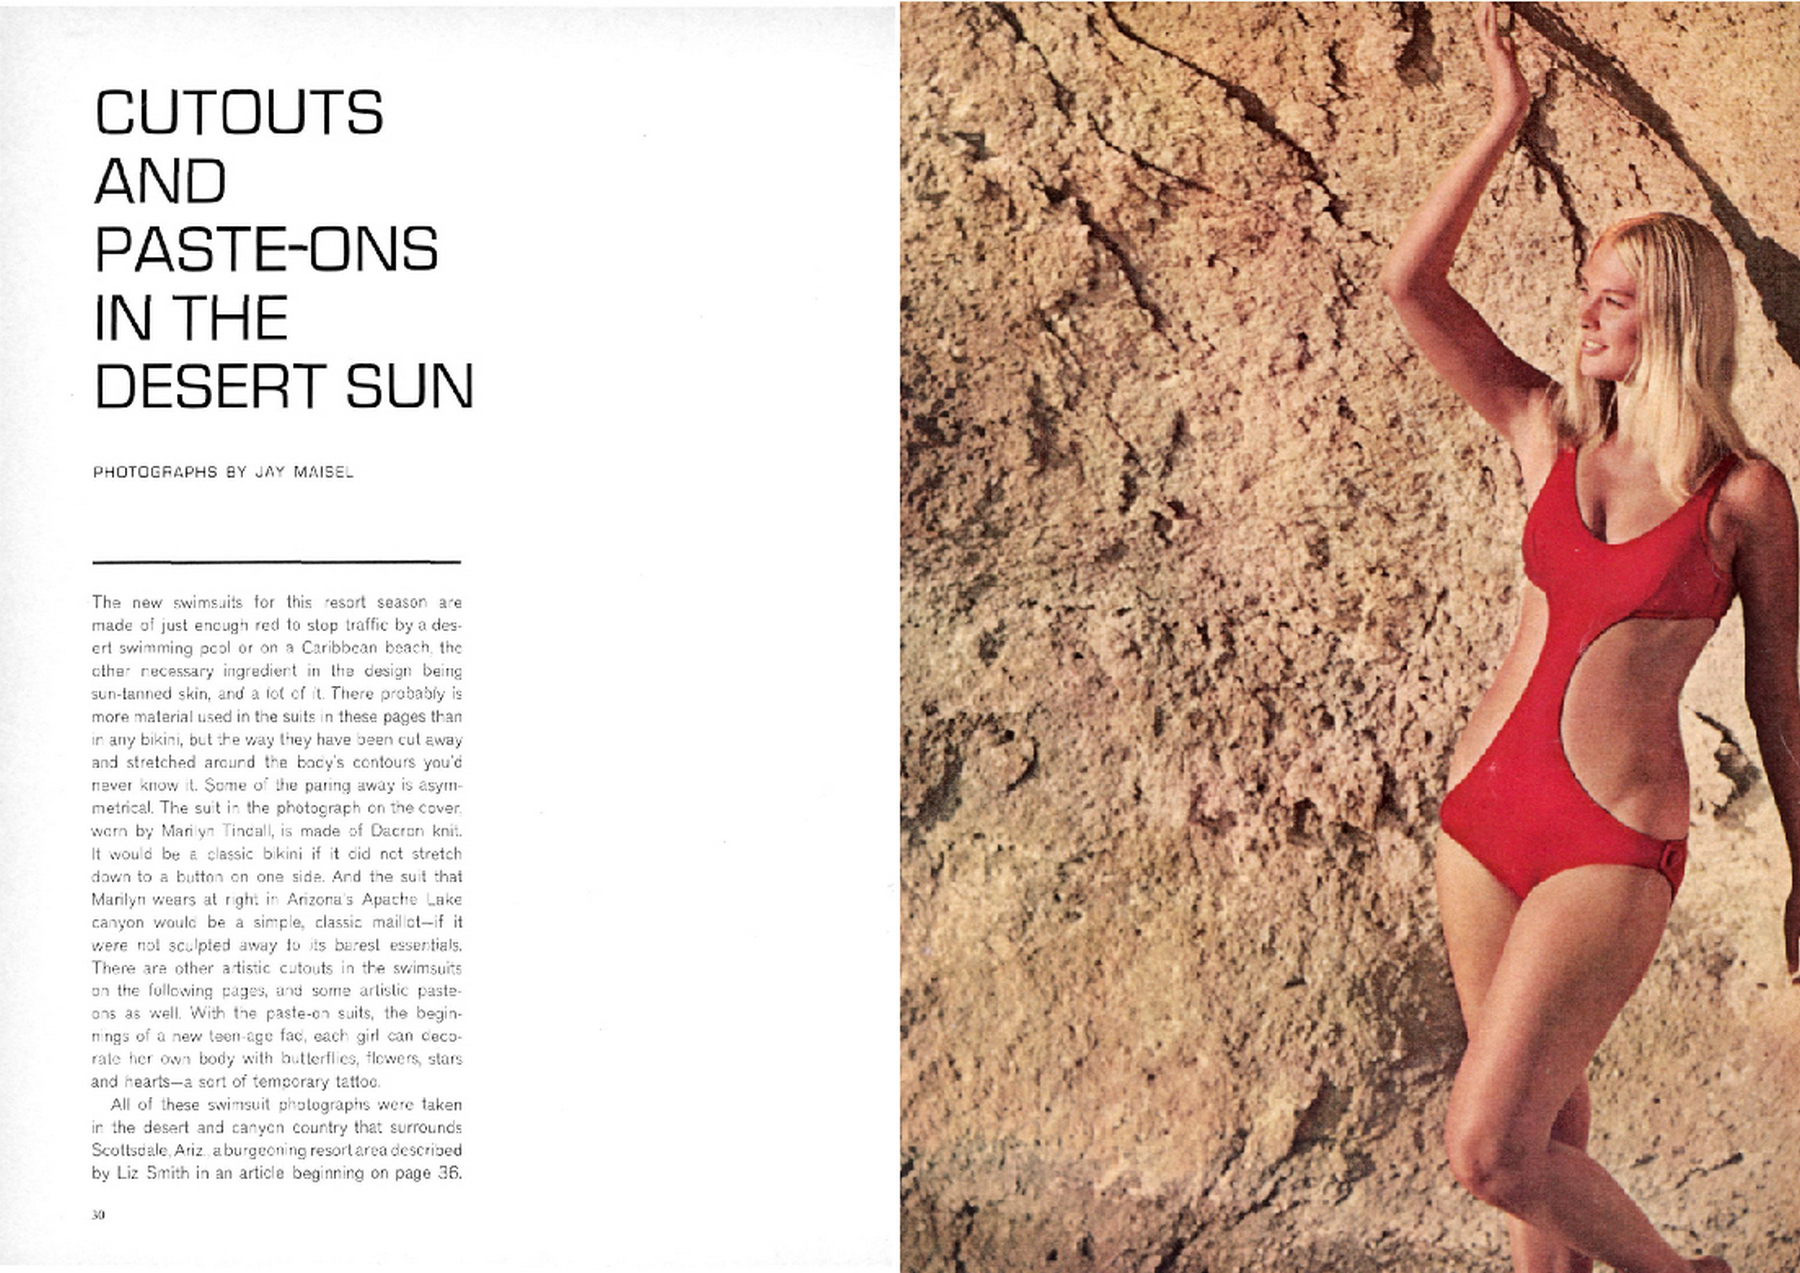 CUTOUTS
AND
PASTE-ONS
IN THE
DESERT SUN
PHOTOGRAPHS BY JAY MAISEL
The new swimsuits for this resort season are
made of just enough red to stop traffic by a des-
ert swimming pool or on a Caribbean beach, the
other necessary ingredient in the design being
sun-tanned skin, and a lot of it. There probably is
more material used in the suits in these pages than
in any bikini, but the way they have been cut away
and stretched around the body's contours you'd
never know it. Some of the paring away is asym-
metrical. The suit in the photograph on the cover,
worn by Marilyn Tindall, is made of Dacron knit.
It would be a classic bikini if it did not stretch
down to a button on one side. And the suit that
Marilyn wears at right in Arizona's Apache Lake
canyon would be a simple, classic maillot—if it
were not sculpted away to its barest essentials.
There are other artistic cutouts in the swimsuits
on the following pages, and some artistic paste-
ons as well. With the paste-on suits, the begin-
nings of a new teen-age fad, each girl can deco-
rate her own body with butterflies, flowers, stars
and hearts—a sort of temporary tattoo.
All of these swimsuit photographs were taken
in the desert and canyon country that surrounds
Scottsdale, Ariz., a burgeoning resort area described
by Liz Smith in an article beginning on page 36.
30